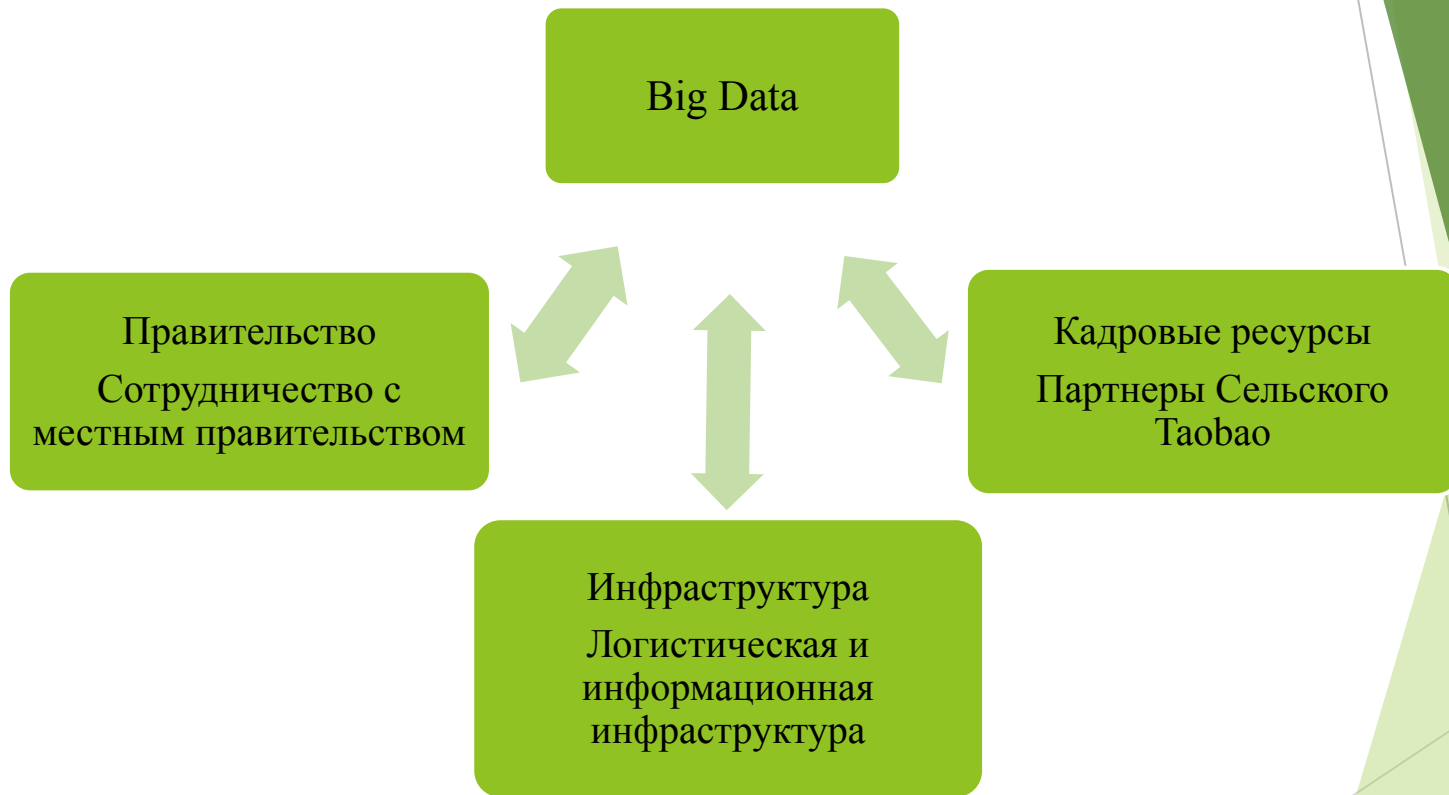 Big Data
Правительство
Сотрудничество с
местным правительством
Кадровые ресурсы
Партнеры Сельского
Taobao
Инфраструктура
Логистическая и
информационная
инфраструктура